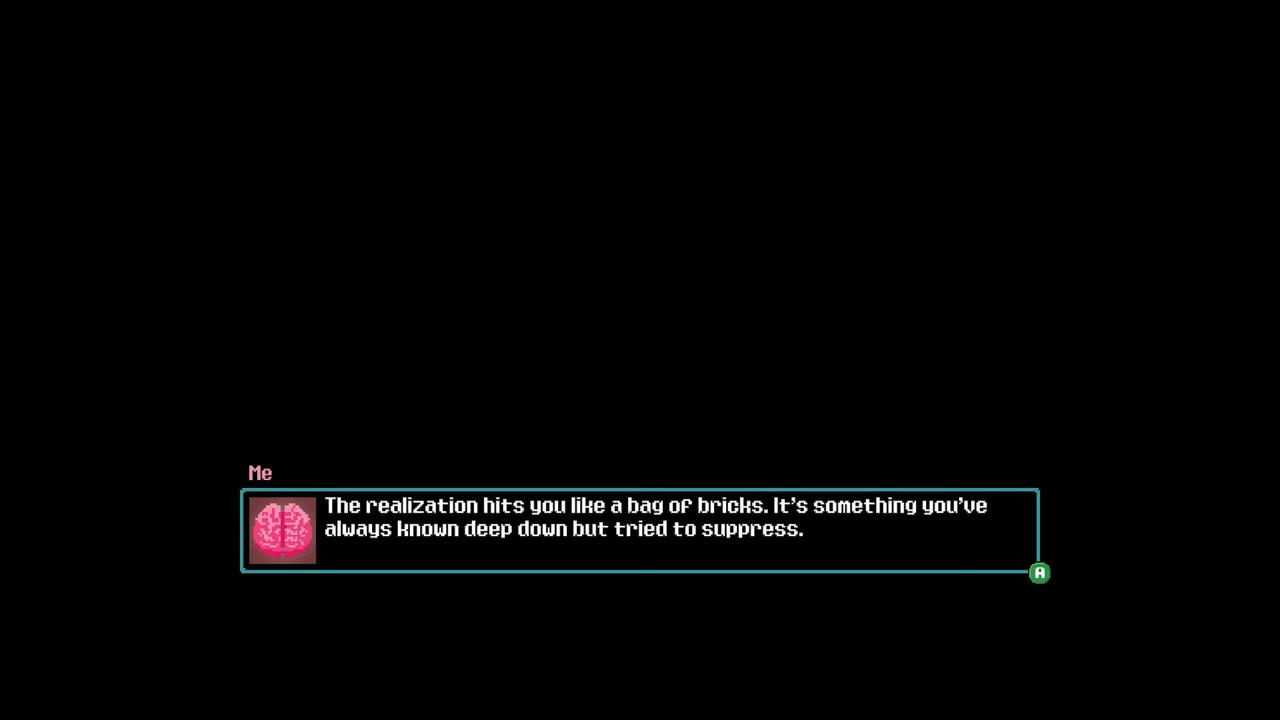 Me
The realization hits you like a bag of bricks. It's something you've
always known deep down but tried to suppress.
A